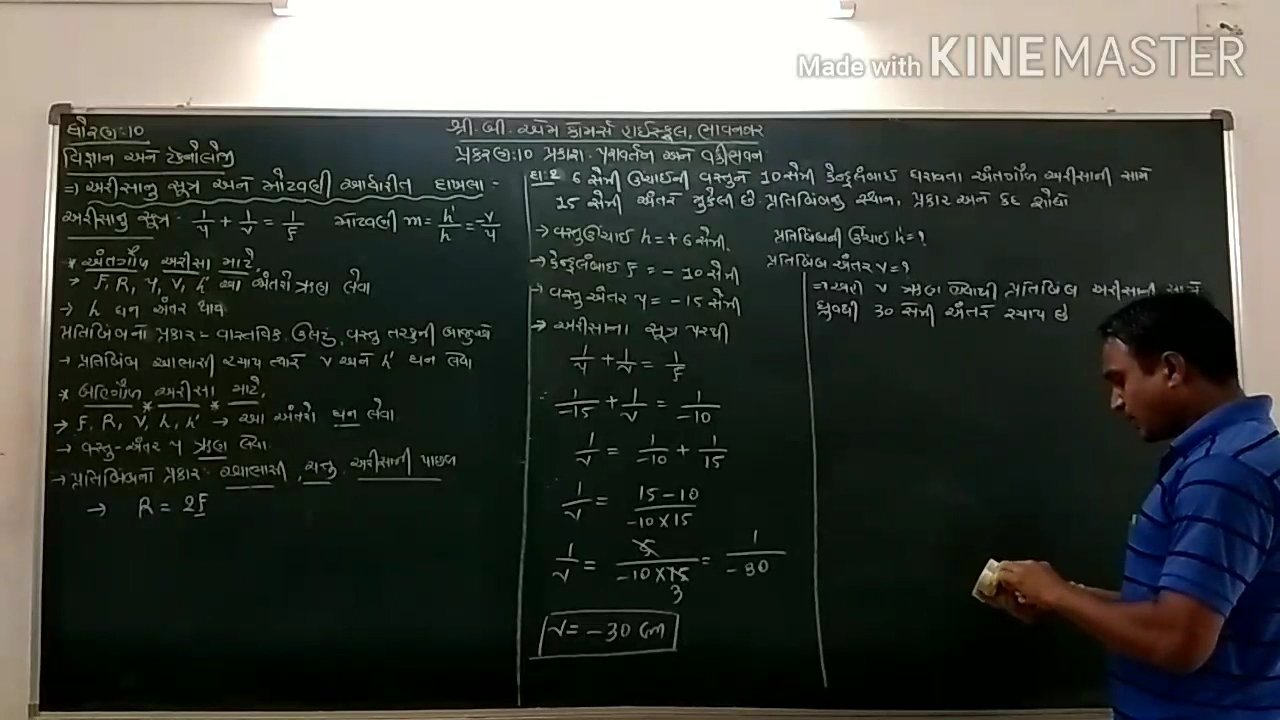 Made with KINEMASTER
ધોરણ:10
શ્રી.બી.એમ કોમર્સ હાઈસ્કૂલ, ભાવનગર
વિજ્ઞાન અને ટેકનોલોજી
પ્રકરણ:10 પ્રકાશ-પરાવર્તન અને વક્રીભવન
⇒ અરીસાનું સૂત્ર અને મોટવણી આધારીત દાખલા -
અરીસાનું સૂત્ર- 1/u + 1/v = 1/f મોટવણી m = h'/h = -v/u
* અંતર્ગોળ અરીસા માટે,
→ f, R, u, v, h' આ અંતરો ઋણ લેવા
→ h ધન અંતર થાય
પ્રતિબિંબના પ્રકાર = વાસ્તવિક, ઉલટું, વસ્તુ તરફની બાજુએ
→ પ્રતિબિંબ આભાસી રચાય ત્યારે v અને h' ધન લેવા
* બહિર્ગોળ અરીસા માટે,
→ f, R, v, h, h' → આ અંતરો ધન લેવા
→ વસ્તુ-અંતર u ઋણ લેવા
→ પ્રતિબિંબના પ્રકાર- આભાસી, ચત્તુ, અરીસાની પાછળ
→ R = 2f
દા:2 6 સેમી ઉંચાઈની વસ્તુને 10 સેમી કેન્દ્રલંબાઈ ધરાવતા અંતર્ગોળ અરીસાની સામે
15 સેમી અંતરે મુકેલી છે. પ્રતિબિંબનું સ્થાન, પ્રકાર અને કદ શોધો
→ વસ્તુઉંચાઈ h = +6 સેમી.
→ કેન્દ્રલંબાઈ f = -10 સેમી
→ વસ્તુ અંતર u = -15 સેમી
→ અરીસાના સૂત્ર પરથી
1/u + 1/v = 1/f
1/-15 + 1/v = 1/-10
1/v = 1/-10 + 1/15
∴ 1/v = 15-10/-10×15
1/v = 5/-10×15 3 = 1/-30
v = -30 cm
પ્રતિબિંબની ઉંચાઈ h' = ?
પ્રતિબિંબ અંતર v = ?
⇒ અહી v ઋણ હોવાથી પ્રતિબિંબ અરીસાની સામે
ધ્રુવથી 30 સેમી અંતરે રચાય છે